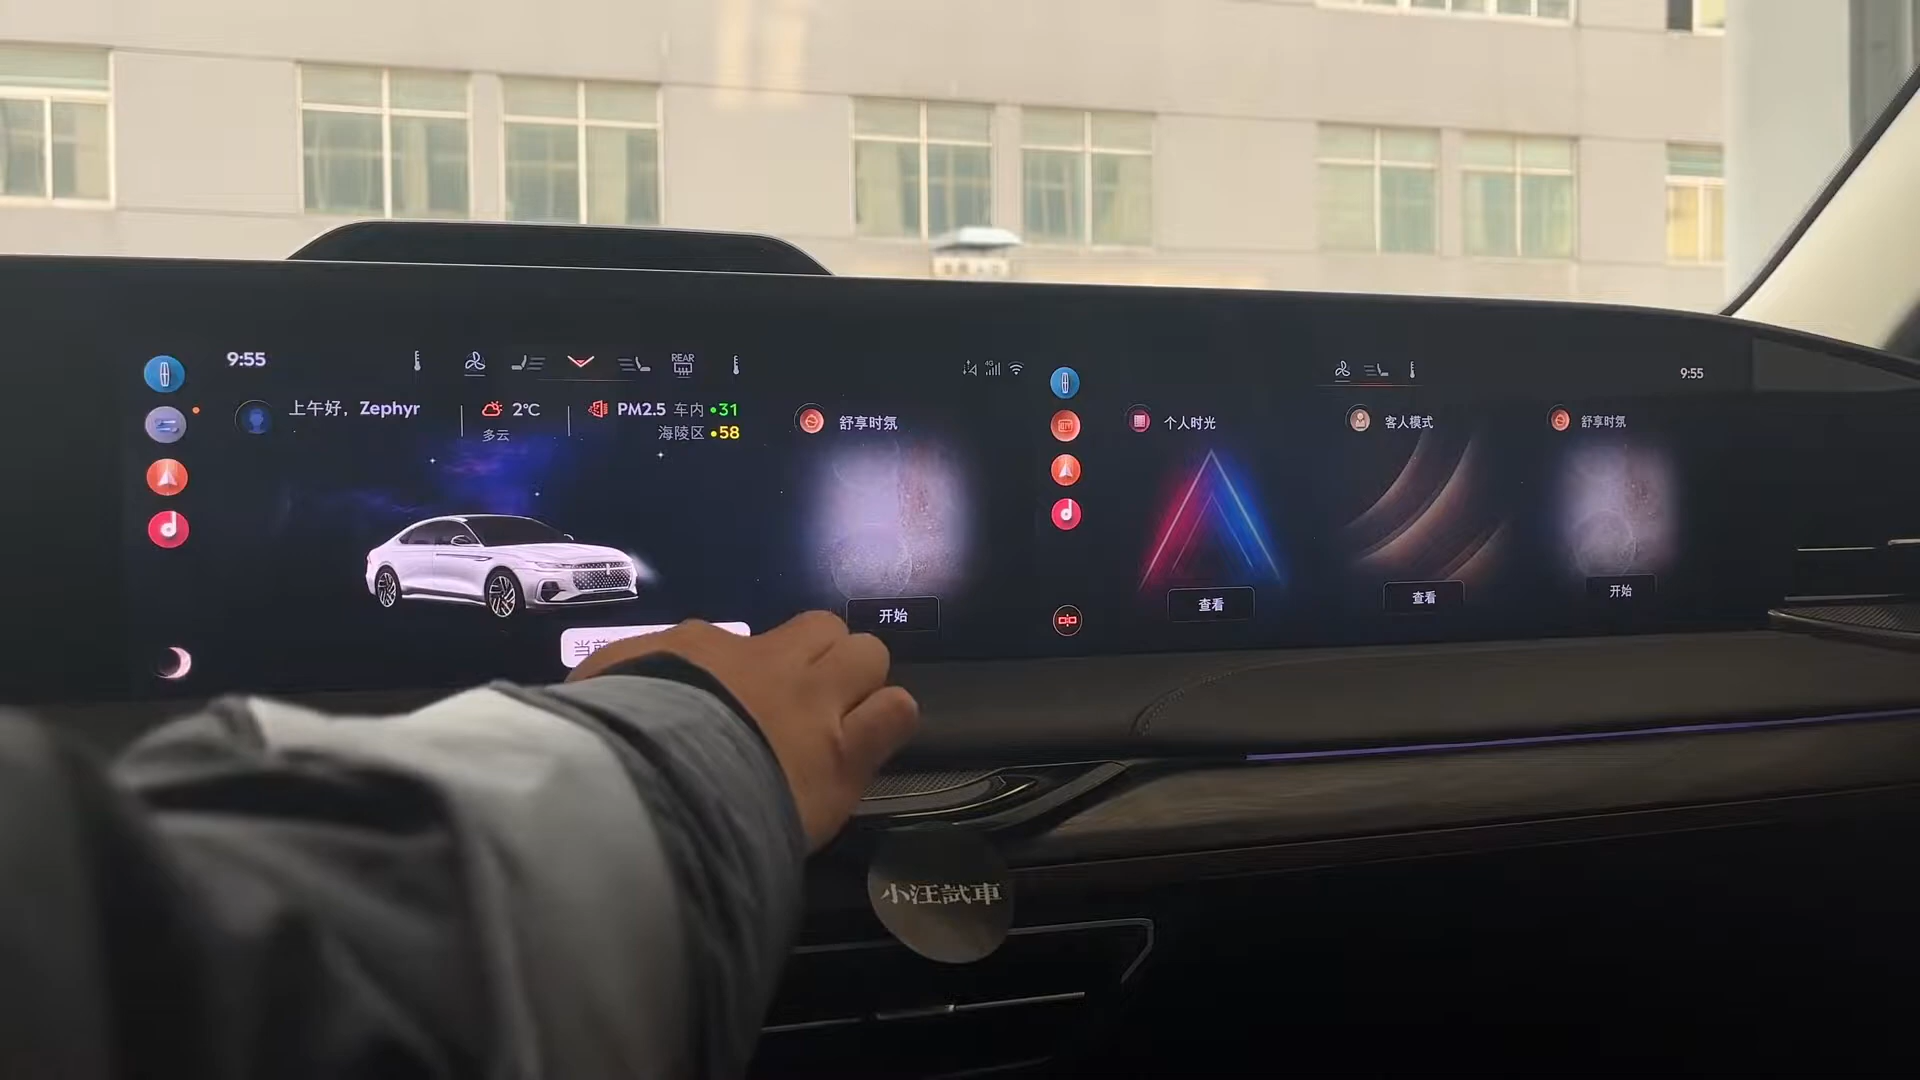 9:55
REAR
4G
9:55
上午好，Zephyr
2°C
多云
PM2.5 车内 •31
海陵区 •58
舒享时氛
个人时光
客人模式
舒享时氛
开始
查看
查看
开始
小汪試車